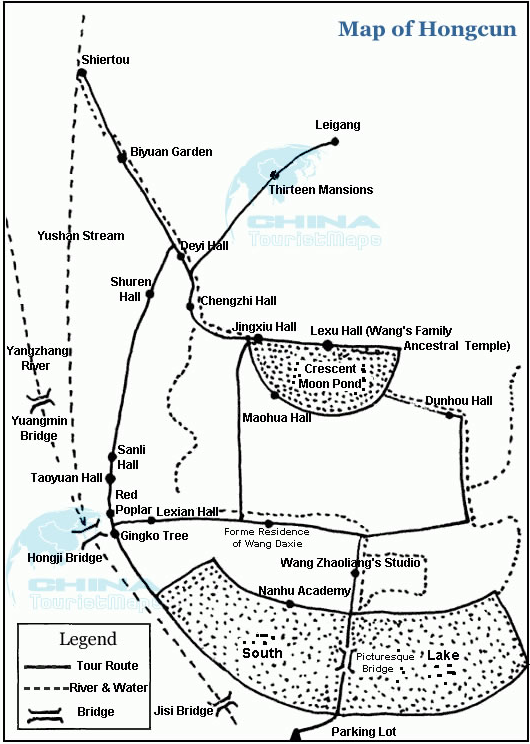 Map of Hongcun
Shiertou
Leigang
Biyuan Garden
Thirteen Mansions
CHINA
TouristMaps
Yushan Stream
Deyi Hall
Shuren
Hall
Chengzhi Hall
Jingxiu Hall
Lexu Hall (Wang's Family
Ancestral Temple)
Yangzhang
River
Crescent
Moon Pond
Yuangmin
Bridge
Maohua Hall
Dunhou Hall
Sanli
Hall
Taoyuan Hall
Red
Poplar
Lexian Hall
Gingko Tree
Forme Residence
of Wang Daxie
Hongji Bridge
Wang Zhaoliang's Studio
CHINA
TouristMaps
Nanhu Academy
Legend
Tour Route
River & Water
Bridge
South
Picturesque
Bridge
Lake
Jisi Bridge
Parking Lot